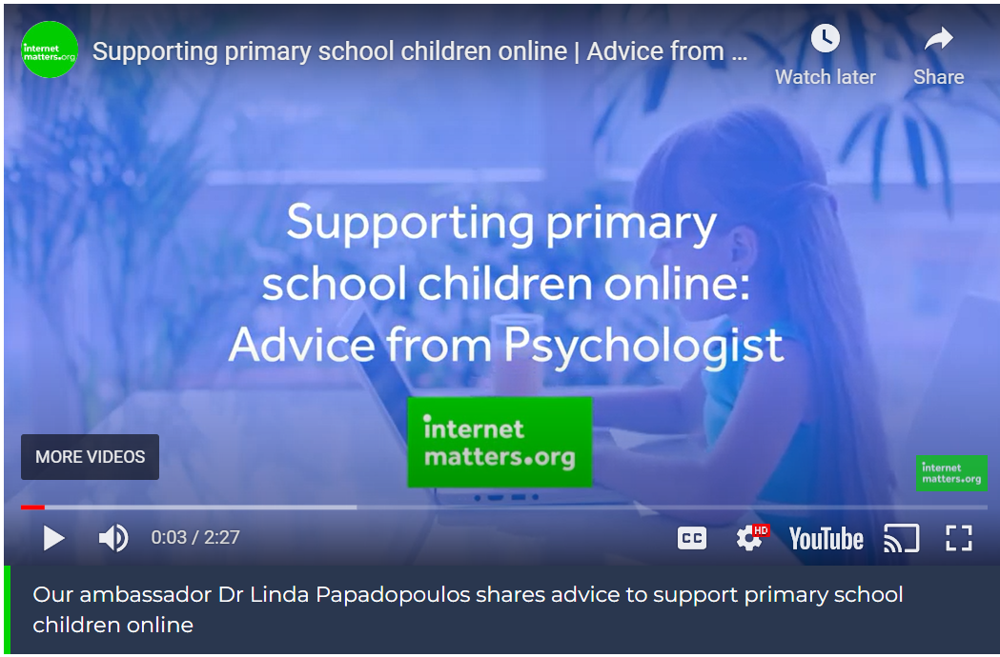 internet
matters.org
Supporting primary school children online | Advice from ...
Watch later
Share
Supporting primary
school children online:
Advice from Psychologist
internet
matters.org
MORE VIDEOS
internet
matters.org
0:03 / 2:27
CC
HD
YouTube
Our ambassador Dr Linda Papadopoulos shares advice to support primary school
children online